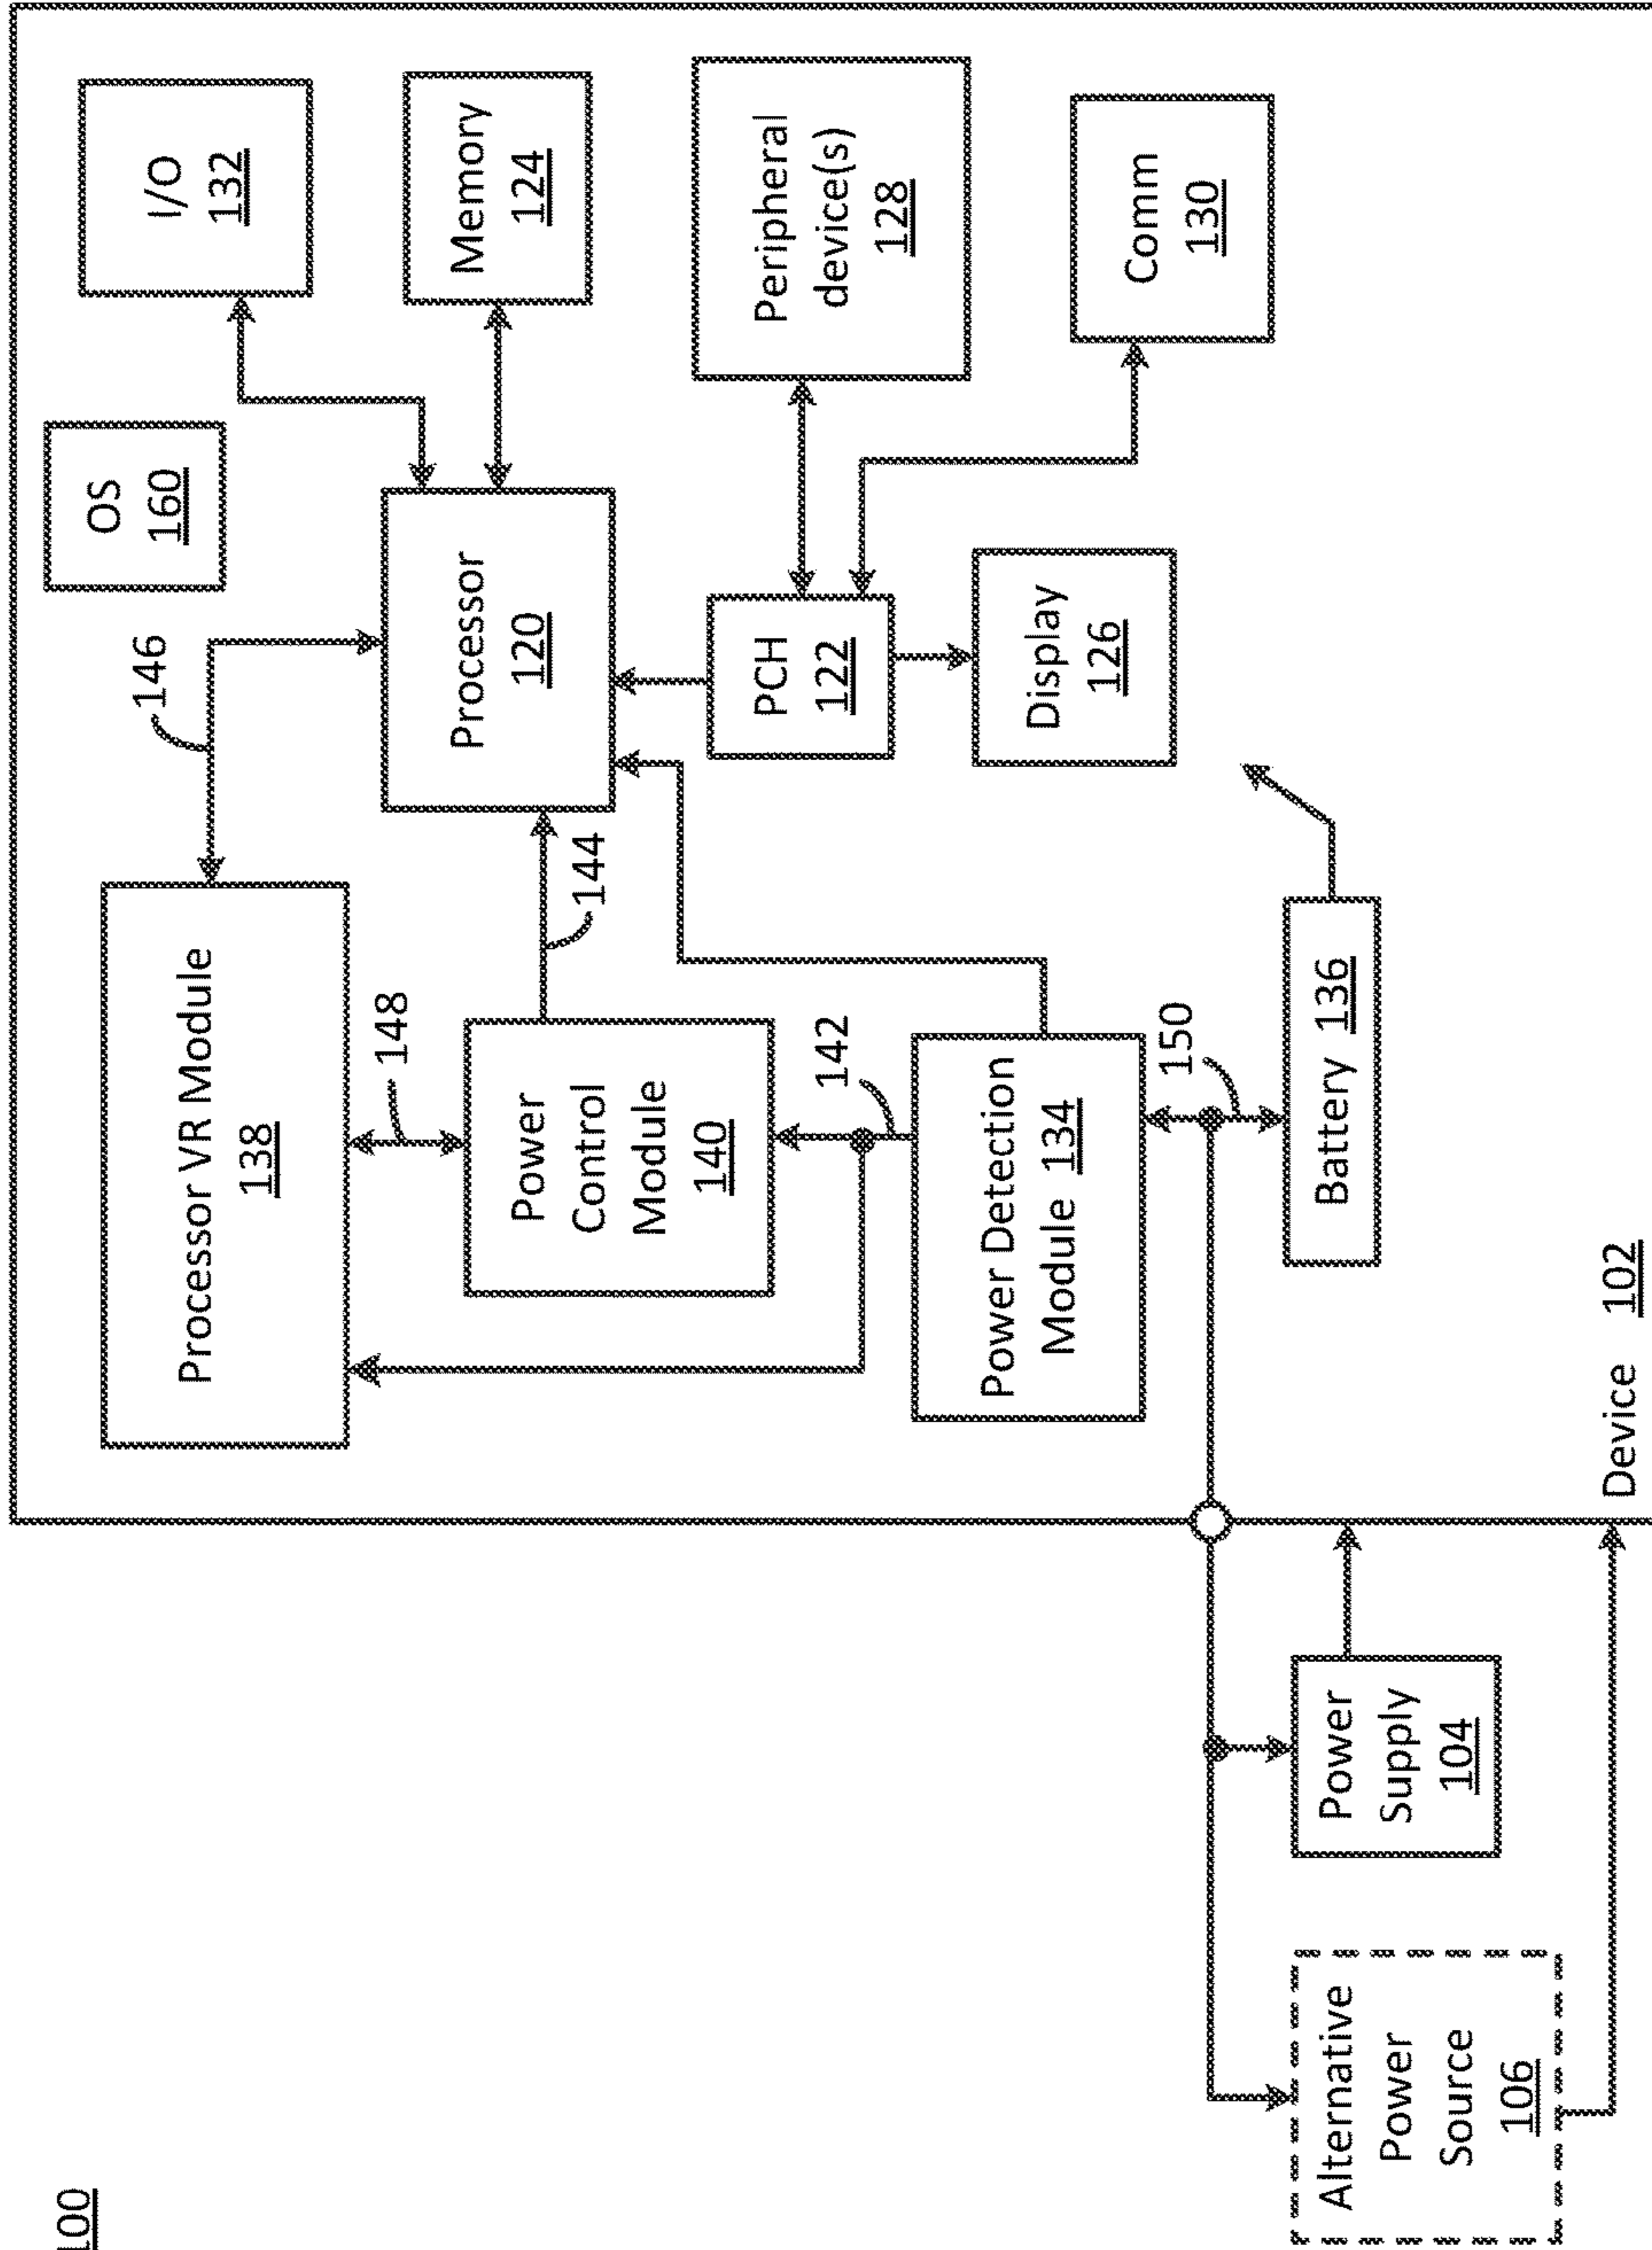 100
OS
160
I/O
132
146
Processor VR Module
138
148
Memory
124
Processor
120
144
Power
Control
Module
140
142
PCH
122
Peripheral
device(s)
128
Power Detection
Module 134
150
Display
126
Comm
130
Battery 136
Alternative
Power
Source
106
Power
Supply
104
Device 102